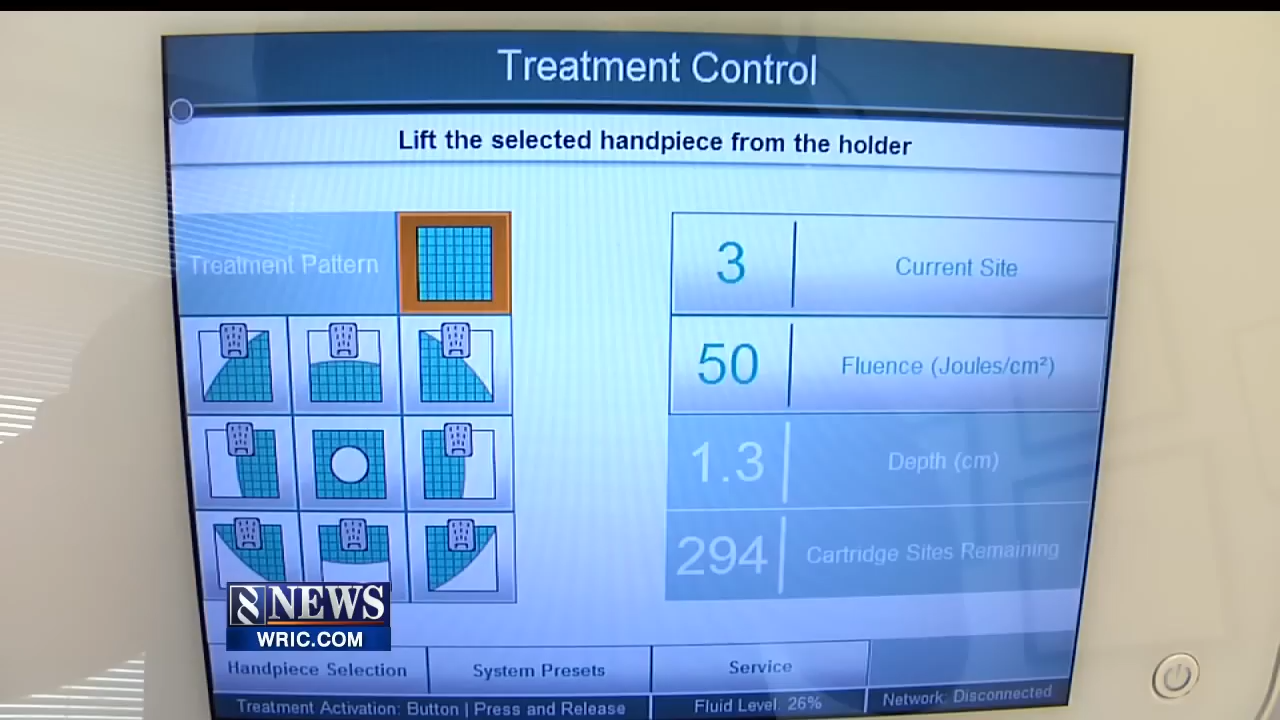 Treatment Control
Lift the selected handpiece from the holder
Treatment Pattern
3 Current Site
50 Fluence (Joules/cm²)
1.3 Depth (cm)
294 Cartridge Sites Remaining
8 NEWS
WRIC.COM
Handpiece Selection System Presets Service
Treatment Activation: Button | Press and Release Fluid Level: 26% Network: Disconnected